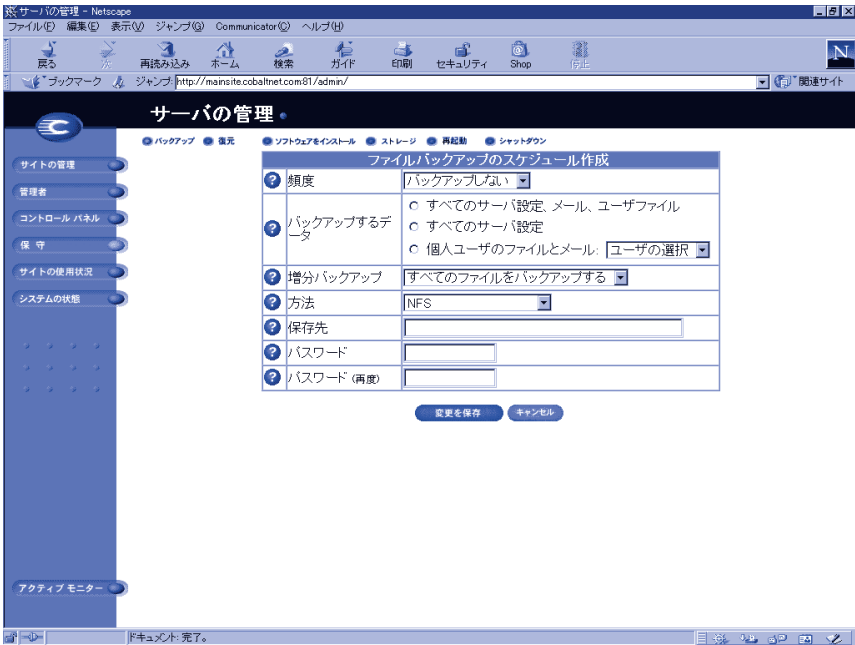 サーバの管理 - Netscape
ファイル(F) 編集(E) 表示(V) ジャンプ(G) Communicator(C) ヘルプ(H)
戻る 次 再読み込み ホーム 検索 ガイド 印刷 セキュリティ Shop 停止
N
ブックマーク ジャンプ: http://mainsite.cobaltnet.com:81/admin/ 関連サイト
サーバの管理
バックアップ 復元 ソフトウェアをインストール ストレージ 再起動 シャットダウン
サイトの管理
管理者
コントロール パネル
保 守
サイトの使用状況
システムの状態
アクティブ モニター
ファイルバックアップのスケジュール作成
頻度 バックアップしない
バックアップするデ
ータ
すべてのサーバ設定、メール、ユーザファイル
すべてのサーバ設定
個人ユーザのファイルとメール: ユーザの選択
増分バックアップ すべてのファイルをバックアップする
方法 NFS
保存先
パスワード
パスワード (再度)
変更を保存 キャンセル
ドキュメント: 完了。